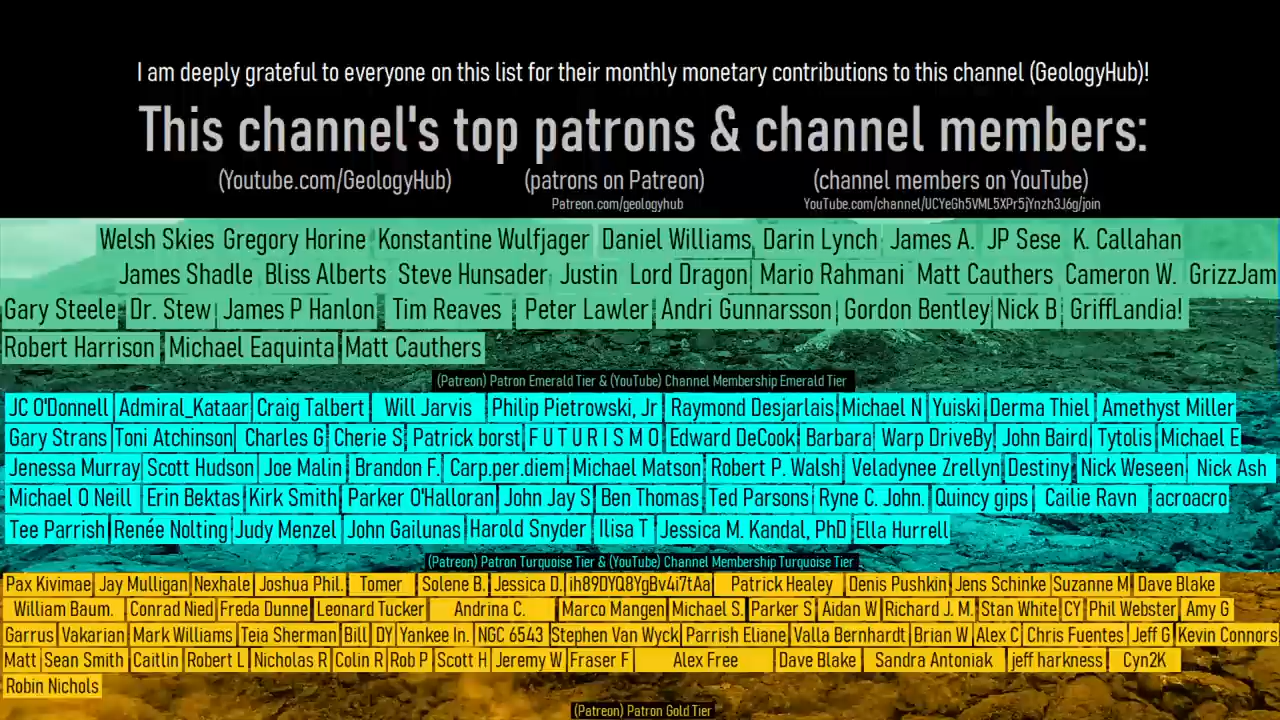 I am deeply grateful to everyone on this list for their monthly monetary contributions to this channel (GeologyHub)!
This channel's top patrons & channel members:
(Youtube.com/GeologyHub) (patrons on Patreon) (channel members on YouTube)
Patreon.com/geologyhub YouTube.com/channel/UCYeGh5VML5XPr5jYnzh3J6g/join
Welsh Skies Gregory Horine Konstantine Wulfjager Daniel Williams Darin Lynch James A. JP Sese K. Callahan
James Shadle Bliss Alberts Steve Hunsader Justin Lord Dragon Mario Rahmani Matt Cauthers Cameron W. GrizzJam
Gary Steele Dr. Stew James P Hanlon Tim Reaves Peter Lawler Andri Gunnarsson Gordon Bentley Nick B GriffLandia!
Robert Harrison Michael Eaquinta Matt Cauthers
(Patreon) Patron Emerald Tier & (YouTube) Channel Membership Emerald Tier
JC O'Donnell Admiral_Kataar Craig Talbert Will Jarvis Philip Pietrowski, Jr Raymond Desjarlais Michael N Yuiski Derma Thiel Amethyst Miller
Gary Strans Toni Atchinson Charles G Cherie S Patrick borst F U T U R I S M O Edward DeCook Barbara Warp DriveBy John Baird Tytolis Michael E
Jenessa Murray Scott Hudson Joe Malin Brandon F. Carp.per.diem Michael Matson Robert P. Walsh Veladynee Zrellyn Destiny Nick Weseen Nick Ash
Michael O Neill Erin Bektas Kirk Smith Parker O'Halloran John Jay S Ben Thomas Ted Parsons Ryne C. John. Quincy gips Cailie Ravn acroacro
Tee Parrish Renée Nolting Judy Menzel John Gailunas Harold Snyder Ilisa T Jessica M. Kandal, PhD Ella Hurrell
(Patreon) Patron Turquoise Tier & (YouTube) Channel Membership Turquoise Tier
Pax Kivimae Jay Mulligan Nexhale Joshua Phil. Tomer Solene B. Jessica D. ih89DYQ8YgBv4i7tAa Patrick Healey Denis Pushkin Jens Schinke Suzanne M Dave Blake
William Baum. Conrad Nied Freda Dunne Leonard Tucker Andrina C. Marco Mangen Michael S. Parker S Aidan W Richard J. M. Stan White CY Phil Webster Amy G
Garrus Vakarian Mark Williams Teia Sherman Bill DY Yankee In. NGC 6543 Stephen Van Wyck Parrish Eliane Valla Bernhardt Brian W Alex C Chris Fuentes Jeff G Kevin Connors
Matt Sean Smith Caitlin Robert L Nicholas R Colin R Rob P Scott H Jeremy W Fraser F Alex Free Dave Blake Sandra Antoniak jeff harkness Cyn2K
Robin Nichols
(Patreon) Patron Gold Tier